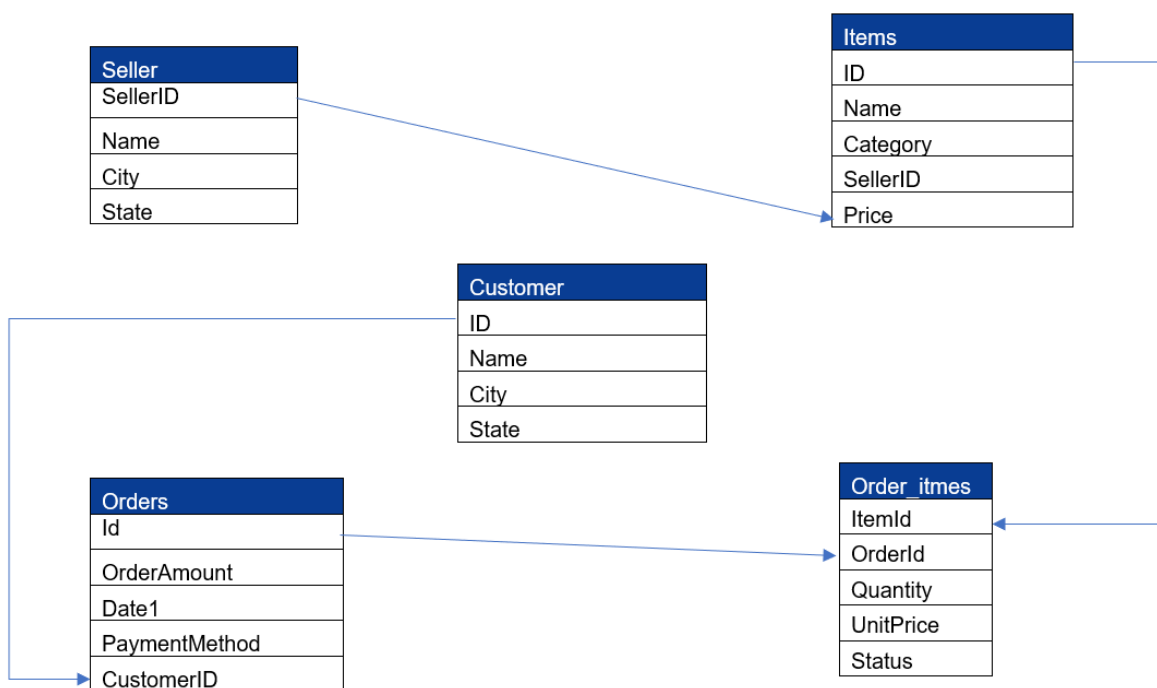 Seller
SellerID
Name
City
State
Items
ID
Name
Category
SellerID
Price
Customer
ID
Name
City
State
Orders
Id
OrderAmount
Date1
PaymentMethod
CustomerID
Order_itmes
ItemId
OrderId
Quantity
UnitPrice
Status